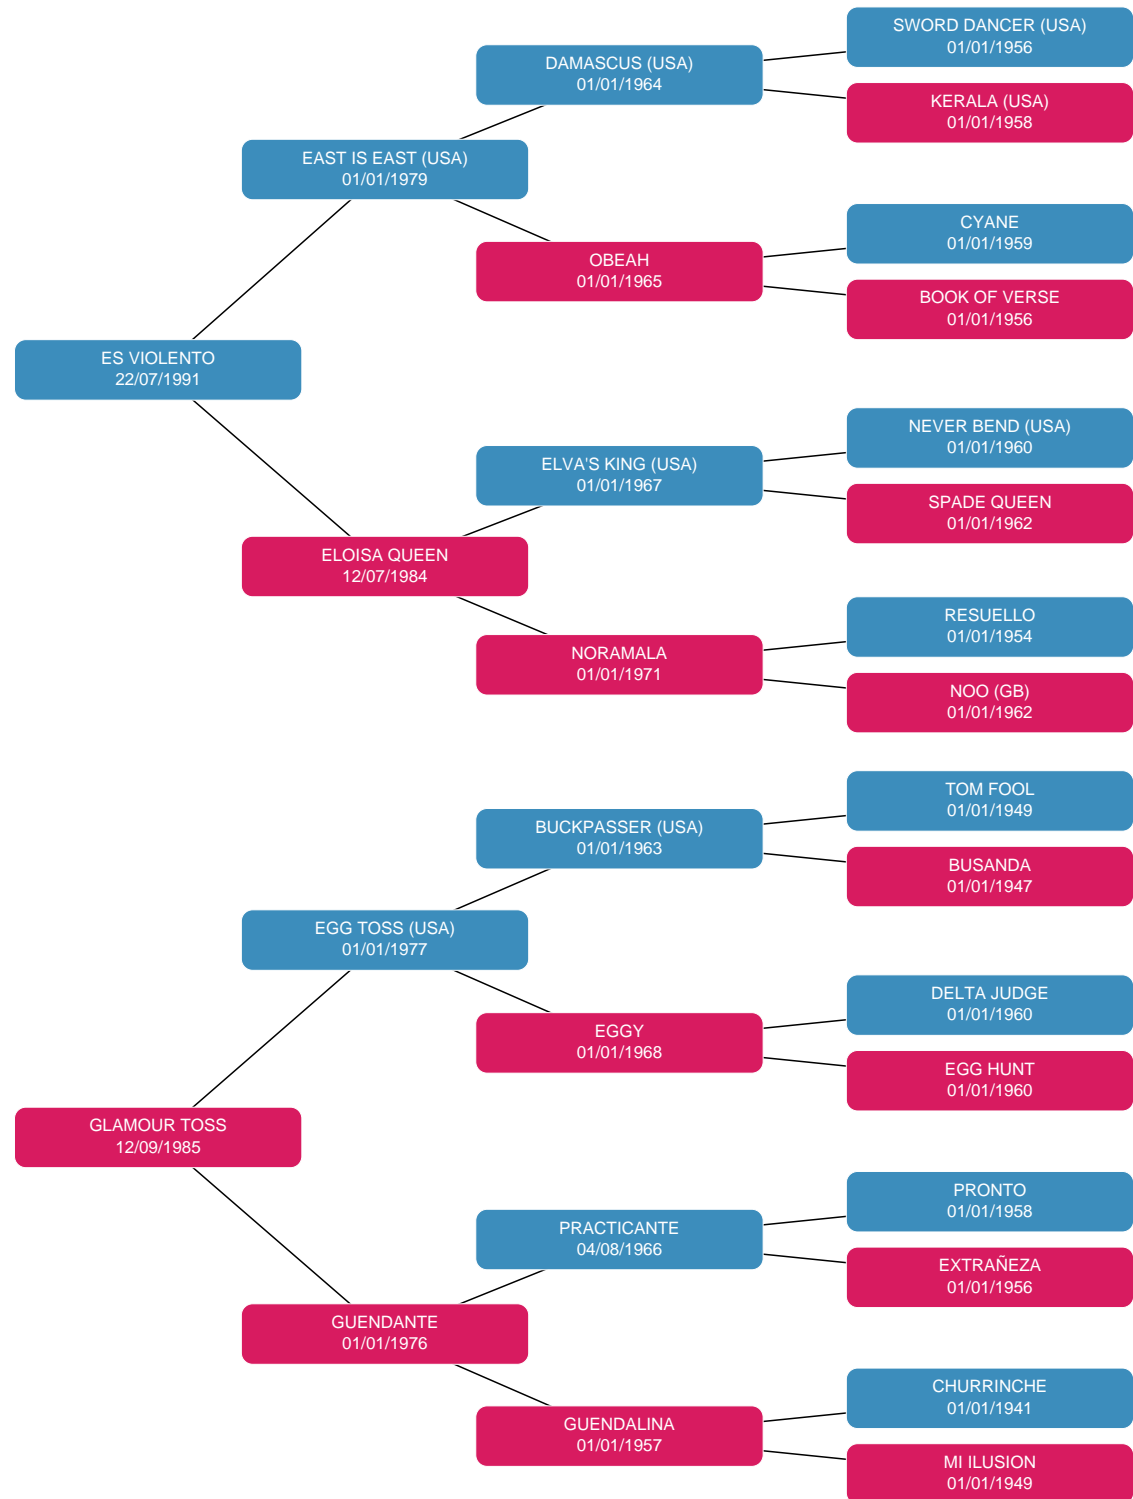 SWORD DANCER (USA)
01/01/1956
DAMASCUS (USA)
01/01/1964
KERALA (USA)
01/01/1958
EAST IS EAST (USA)
01/01/1979
CYANE
01/01/1959
OBEAH
01/01/1965
BOOK OF VERSE
01/01/1956
ES VIOLENTO
22/07/1991
NEVER BEND (USA)
01/01/1960
ELVA'S KING (USA)
01/01/1967
SPADE QUEEN
01/01/1962
ELOISA QUEEN
12/07/1984
RESUELLO
01/01/1954
NORAMALA
01/01/1971
NOO (GB)
01/01/1962
TOM FOOL
01/01/1949
BUCKPASSER (USA)
01/01/1963
BUSANDA
01/01/1947
EGG TOSS (USA)
01/01/1977
DELTA JUDGE
01/01/1960
EGGY
01/01/1968
EGG HUNT
01/01/1960
GLAMOUR TOSS
12/09/1985
PRONTO
01/01/1958
PRACTICANTE
04/08/1966
EXTRAÑEZA
01/01/1956
GUENDANTE
01/01/1976
CHURRINCHE
01/01/1941
GUENDALINA
01/01/1957
MI ILUSION
01/01/1949